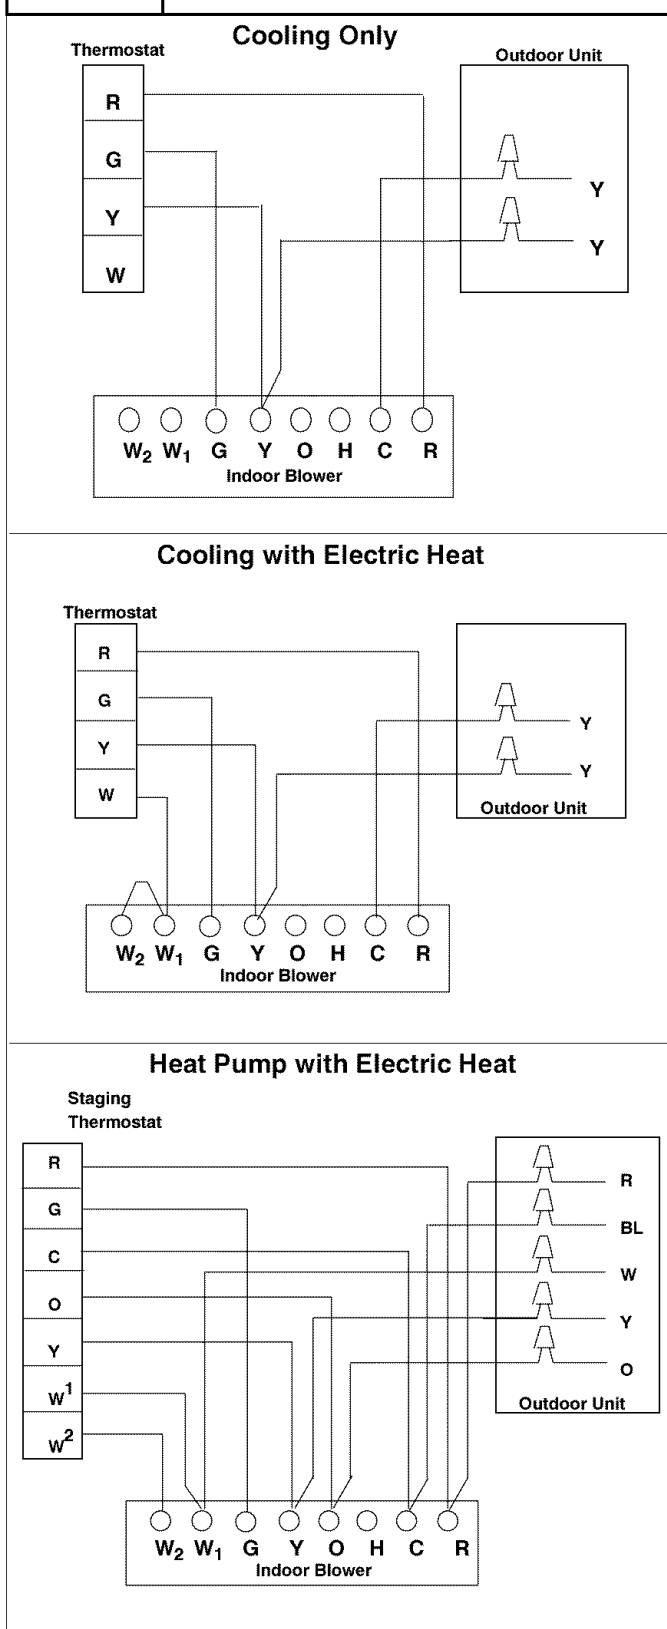 Cooling Only
Thermostat
Outdoor Unit
R
G
Y
W
Y
Y
W2 W1 G Y O H C R
Indoor Blower
Cooling with Electric Heat
Thermostat
R
G
Y
W
Y
Y
Outdoor Unit
W2 W1 G Y O H C R
Indoor Blower
Heat Pump with Electric Heat
Staging
Thermostat
R
G
C
O
Y
W1
W2
R
BL
W
Y
O
Outdoor Unit
W2 W1 G Y O H C R
Indoor Blower